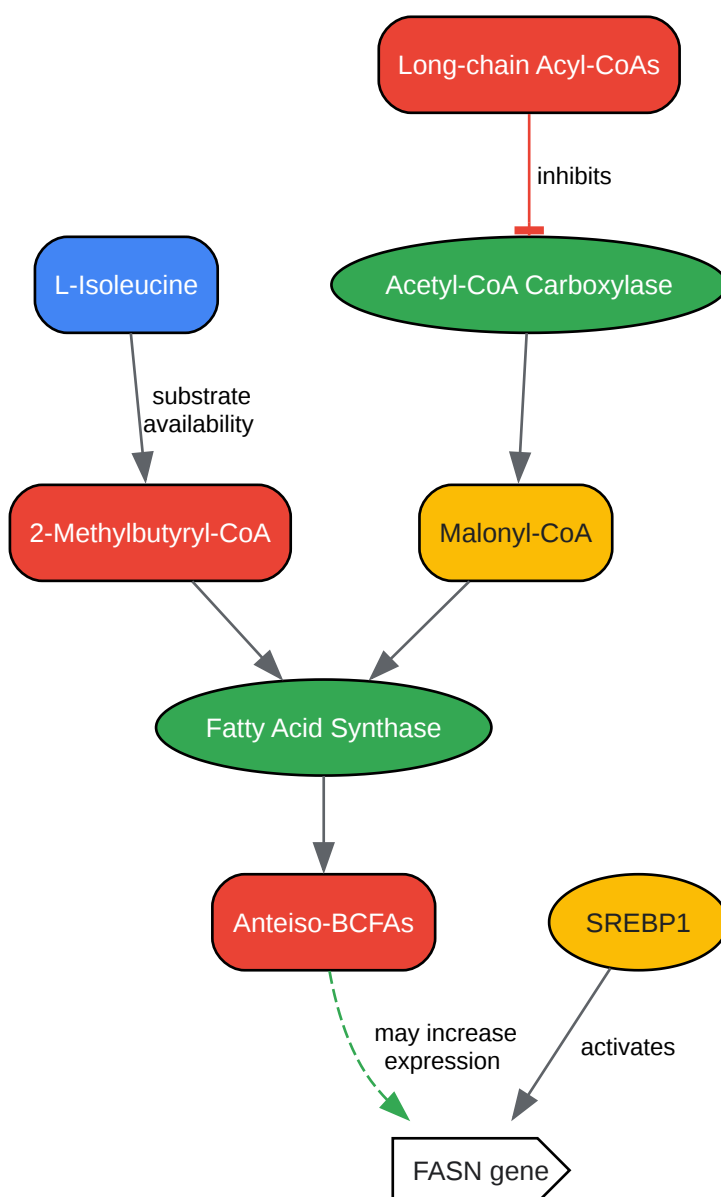 Long-chain Acyl-CoAs
inhibits
L-Isoleucine
Acetyl-CoA Carboxylase
substrate
availability
2-Methylbutyryl-CoA
Malonyl-CoA
Fatty Acid Synthase
Anteiso-BCFAs
SREBP1
may increase
expression
activates
FASN gene